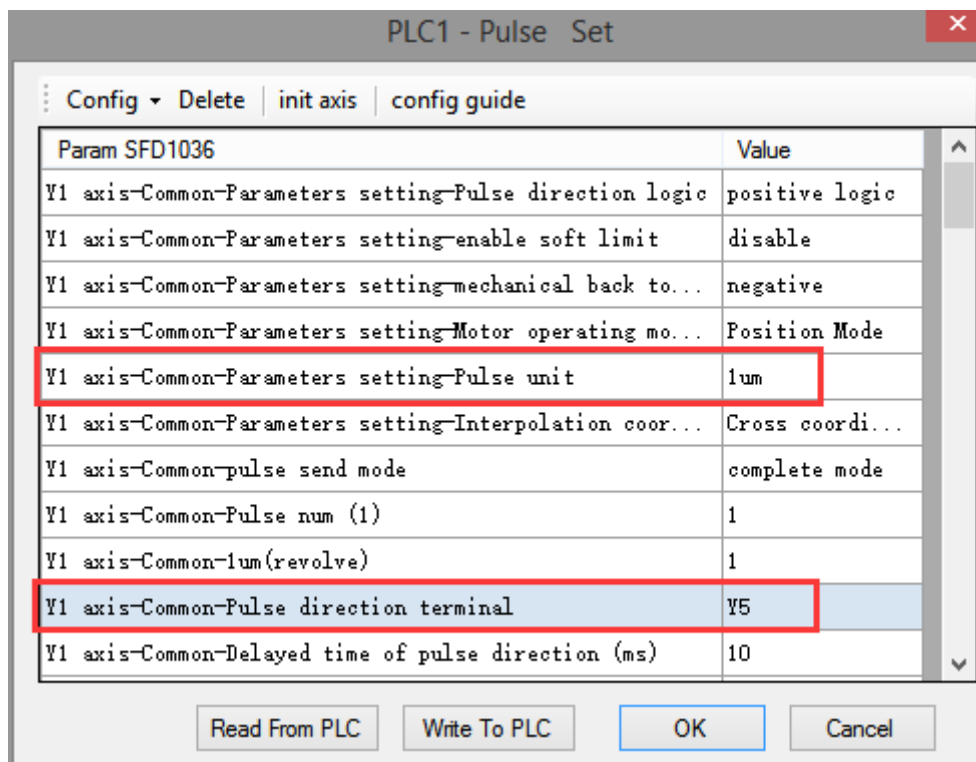 PLC1 - Pulse Set
Config Delete init axis config guide
Param SFD1036 Value
Y1 axis-Common-Parameters setting-Pulse direction logic positive logic
Y1 axis-Common-Parameters setting-enable soft limit disable
Y1 axis-Common-Parameters setting-mechanical back to... negative
Y1 axis-Common-Parameters setting-Motor operating mo... Position Mode
Y1 axis-Common-Parameters setting-Pulse unit 1um
Y1 axis-Common-Parameters setting-Interpolation coor... Cross coordi...
Y1 axis-Common-pulse send mode complete mode
Y1 axis-Common-Pulse num (1) 1
Y1 axis-Common-1um(revolve) 1
Y1 axis-Common-Pulse direction terminal Y5
Y1 axis-Common-Delayed time of pulse direction (ms) 10
Read From PLC Write To PLC OK Cancel